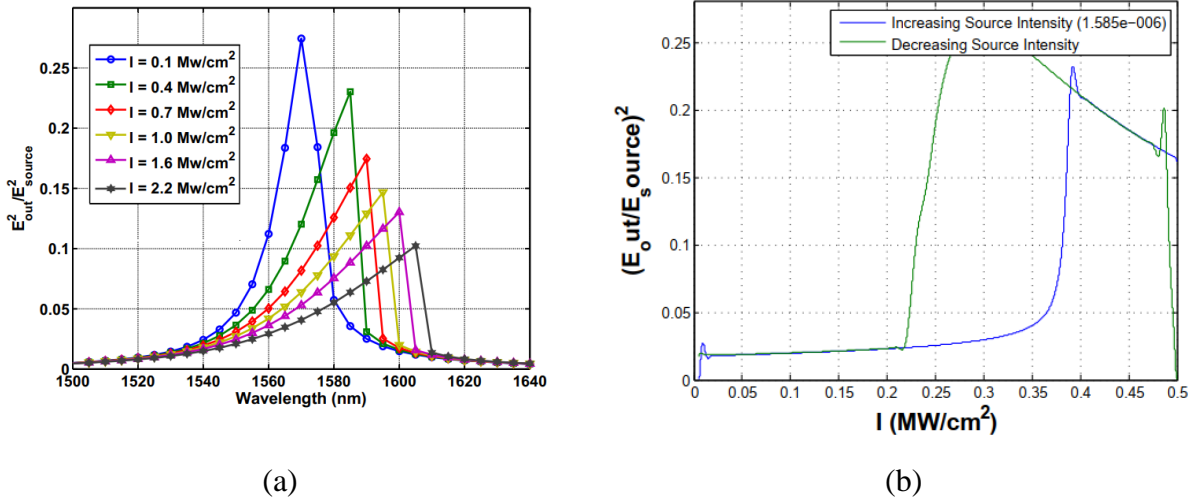 0.25
0.2
0.15
0.1
0.05
0
E²out/E²source
I = 0.1 Mw/cm²
I = 0.4 Mw/cm²
I = 0.7 Mw/cm²
I = 1.0 Mw/cm²
I = 1.6 Mw/cm²
I = 2.2 Mw/cm²
1500 1520 1540 1560 1580 1600 1620 1640
Wavelength (nm)
(a)
0.25
0.2
0.15
0.1
0.05
0
(E_out/E_source)²
Increasing Source Intensity (1.585e−006)
Decreasing Source Intensity
0 0.05 0.1 0.15 0.2 0.25 0.3 0.35 0.4 0.45 0.5
I (MW/cm²)
(b)